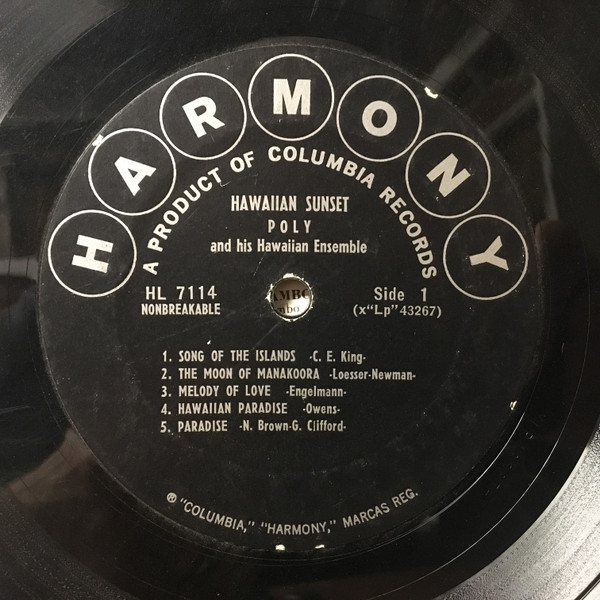 HARMONY
A PRODUCT OF COLUMBIA RECORDS
HAWAIIAN SUNSET
POLY
and his Hawaiian Ensemble
HL 7114
NONBREAKABLE
Side 1
(x"Lp"43267)
1. SONG OF THE ISLANDS -C. E. King-
2. THE MOON OF MANAKOORA -Loesser-Newman-
3. MELODY OF LOVE -Engelmann-
4. HAWAIIAN PARADISE -Owens-
5. PARADISE -N. Brown-G. Clifford-
® "COLUMBIA," "HARMONY," MARCAS REG.